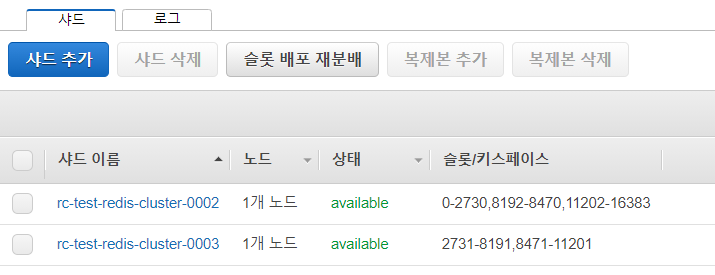 샤드 로그
샤드 추가 샤드 삭제 슬롯 배포 재분배 복제본 추가 복제본 삭제
샤드 이름 노드 상태 슬롯/키스페이스
rc-test-redis-cluster-0002 1개 노드 available 0-2730,8192-8470,11202-16383
rc-test-redis-cluster-0003 1개 노드 available 2731-8191,8471-11201